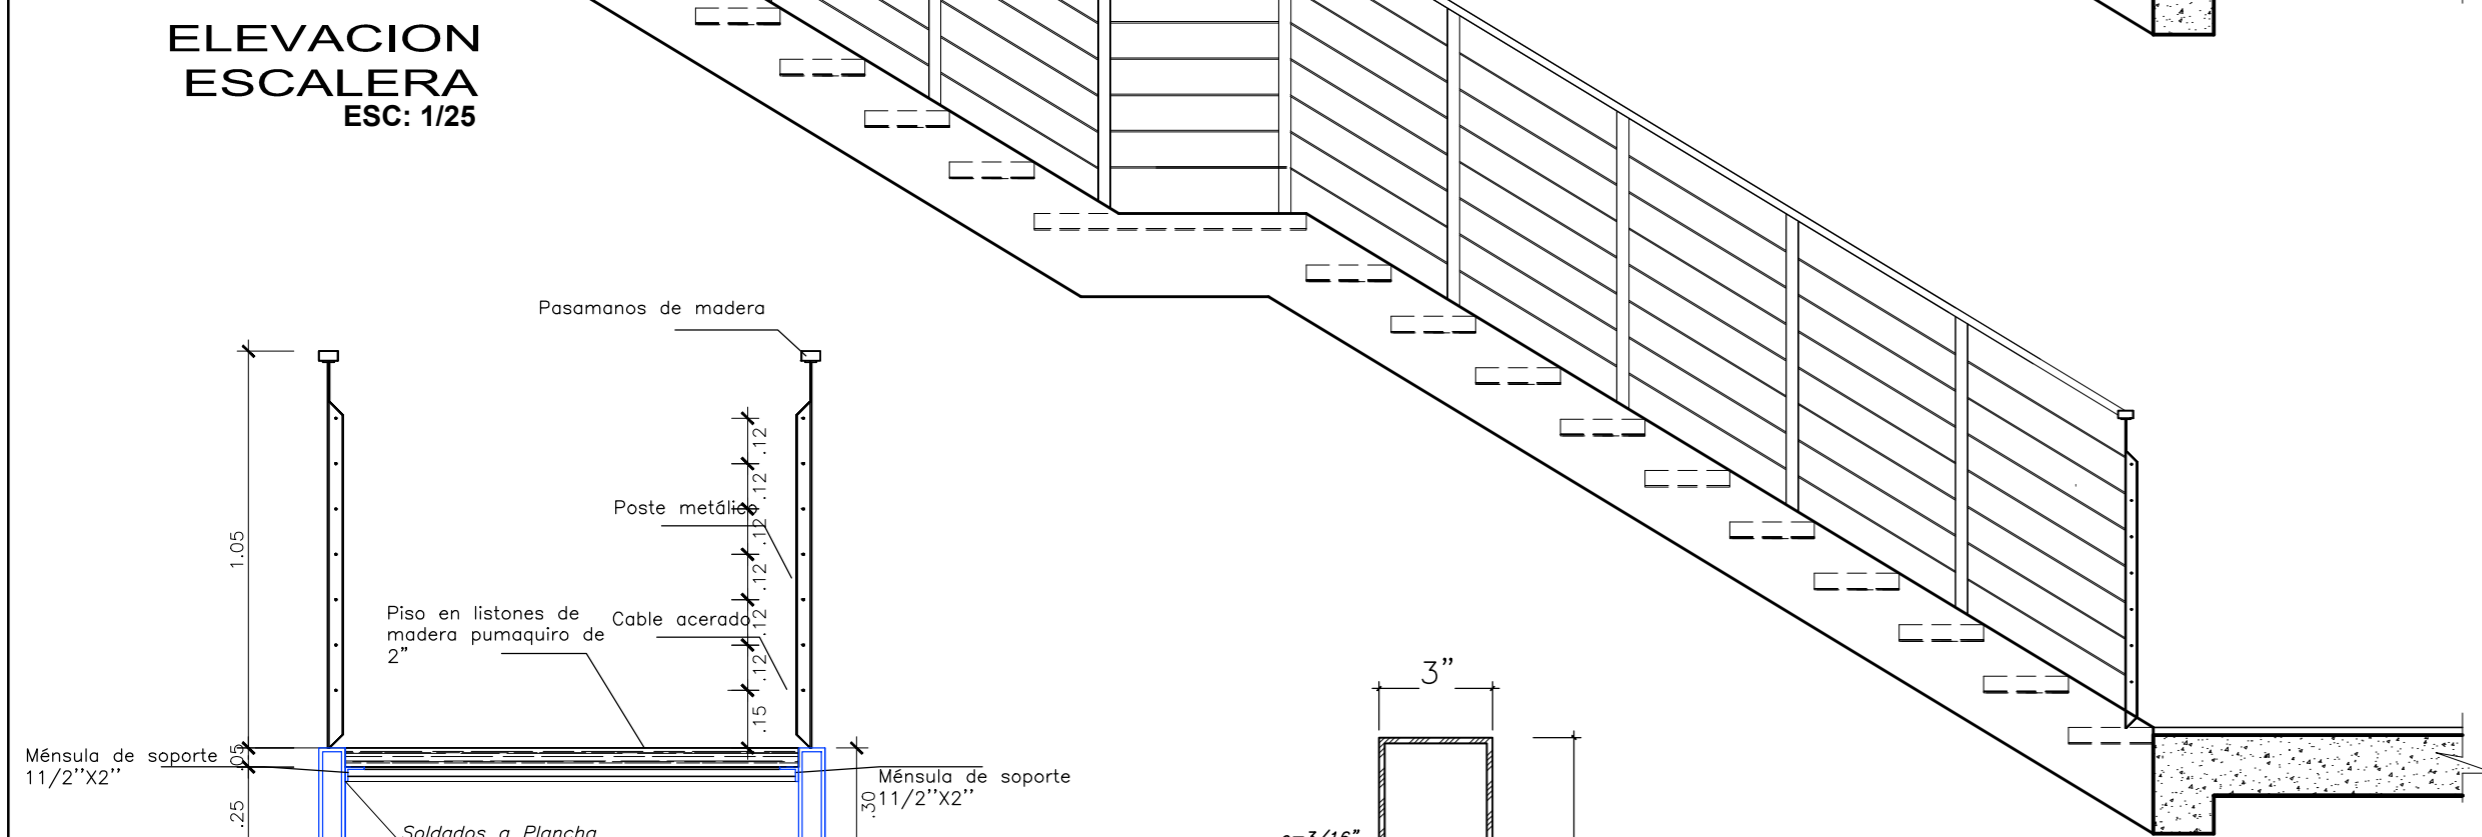 ELEVACION
ESCALERA
ESC: 1/25
Pasamanos de madera
.12
.12
Poste metálico
.12
1.05
.12
Piso en listones de
madera pumaquiro de
2"
Cable acerado
.12
.12
.15
3"
Ménsula de soporte
11/2''X2''
.05
Ménsula de soporte
11/2''X2''
.25
.30
Soldados a Plancha
e=3/16"